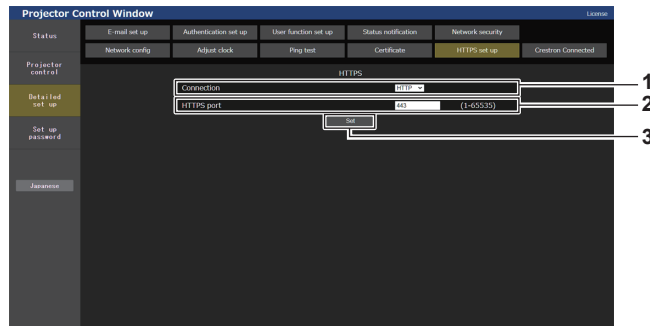 Projector Control Window
License
Status
E-mail set up
Authentication set up
User function set up
Status notification
Network security
Network config
Adjust clock
Ping test
Certificate
HTTPS set up
Crestron Connected
Projector
control
Detailed
set up
Set up
password
Japanese
HTTPS
Connection
HTTP
1
HTTPS port
443
(1-65535)
2
Set
3